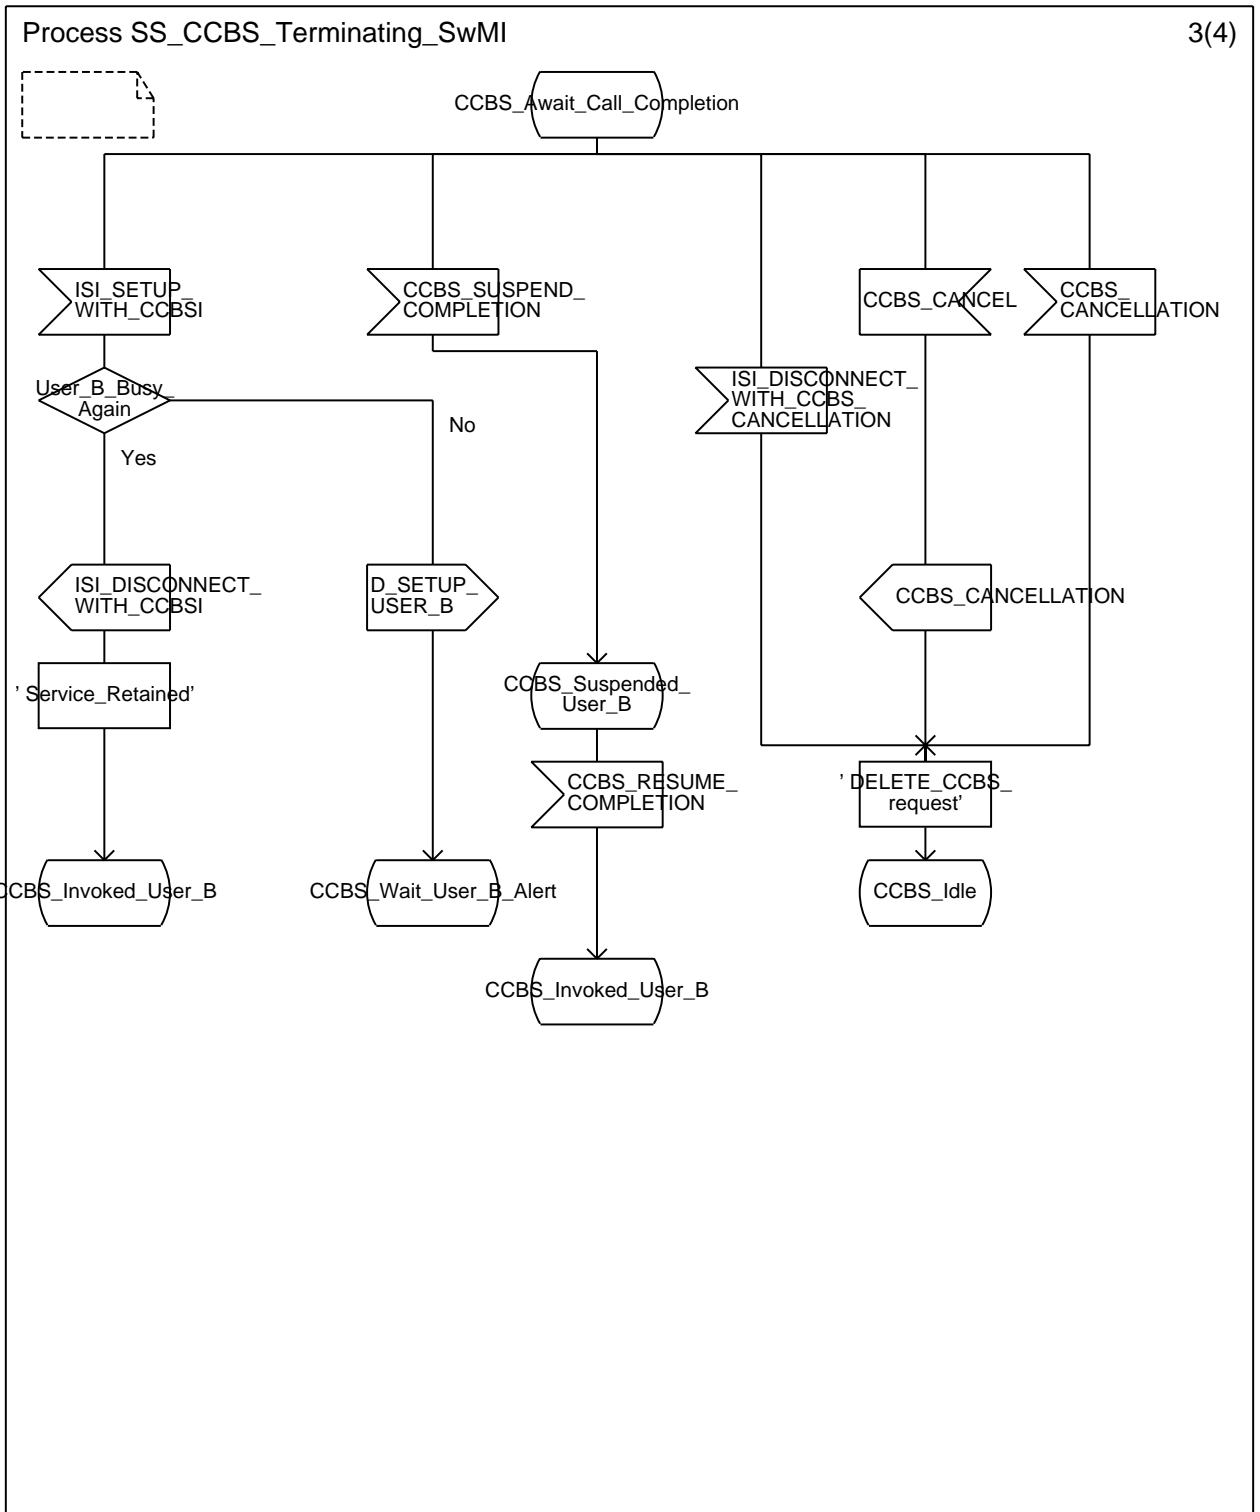 Process SS_CCBS_Terminating_SwMI
3(4)
CCBS_Await_Call_Completion
ISI_SETUP_
WITH_CCBSI
CCBS_SUSPEND_
COMPLETION
CCBS_CANCEL
CCBS_
CANCELLATION
User_B_Busy_
Again
ISI_DISCONNECT_
WITH_CCBS_
CANCELLATION
No
Yes
ISI_DISCONNECT_
WITH_CCBSI
D_SETUP_
USER_B
CCBS_CANCELLATION
' Service_Retained'
CCBS_Suspended_
User_B
CCBS_RESUME_
COMPLETION
' DELETE_CCBS_
request'
CCBS_Invoked_User_B
CCBS_Wait_User_B_Alert
CCBS_Idle
CCBS_Invoked_User_B